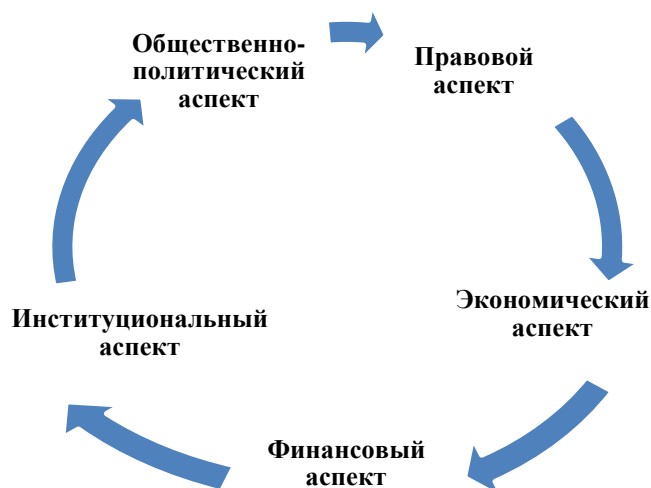 Общественно-
политический
аспект
Правовой
аспект
Экономический
аспект
Финансовый
аспект
Институциональный
аспект